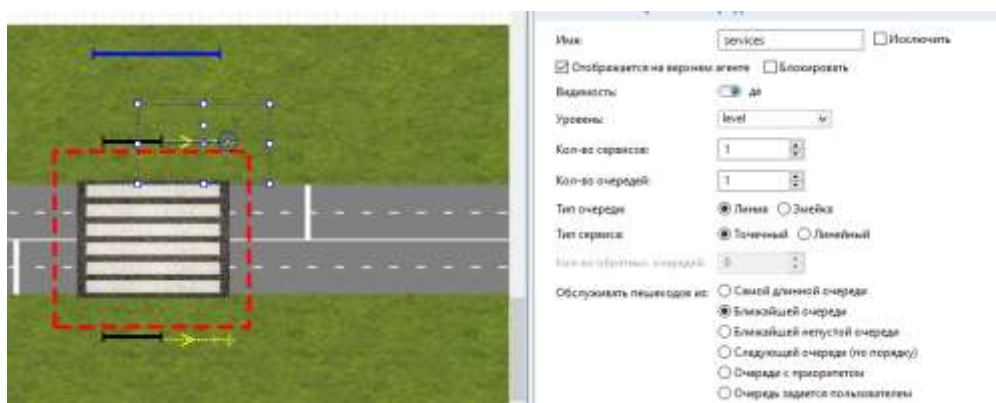 Имя: services Исключить
Отображается на верхнем агенте Блокировать
Видимость: да
Уровень: level
Кол-во сервисов: 1
Кол-во очередей: 1
Тип очереди: Линия Змейка
Тип сервиса: Точечный Линейный
Кол-во обратных очередей: 0
Обслуживать пешеходов из: Самой длинной очереди
Ближайшей очереди
Ближайшей непустой очереди
Следующей очереди (по порядку)
Очереди с приоритетом
Очередь задается пользователем